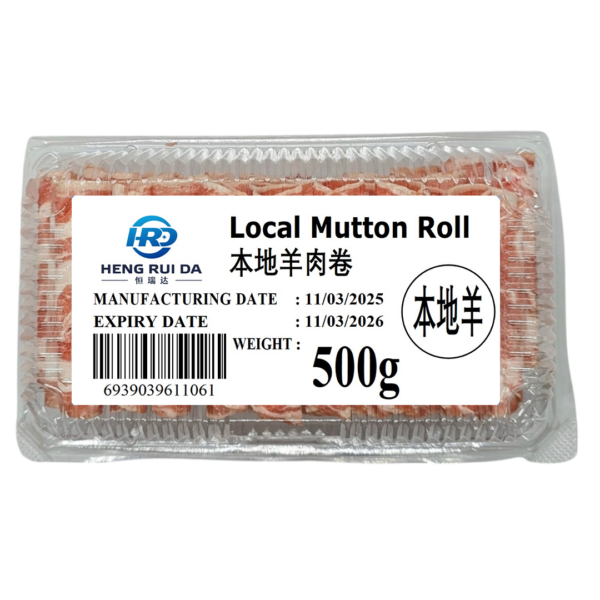 HRD
HENG RUI DA
恒瑞达
Local Mutton Roll
本地羊肉卷
MANUFACTURING DATE : 11/03/2025
EXPIRY DATE : 11/03/2026
WEIGHT : 500g
6939039611061
本地羊